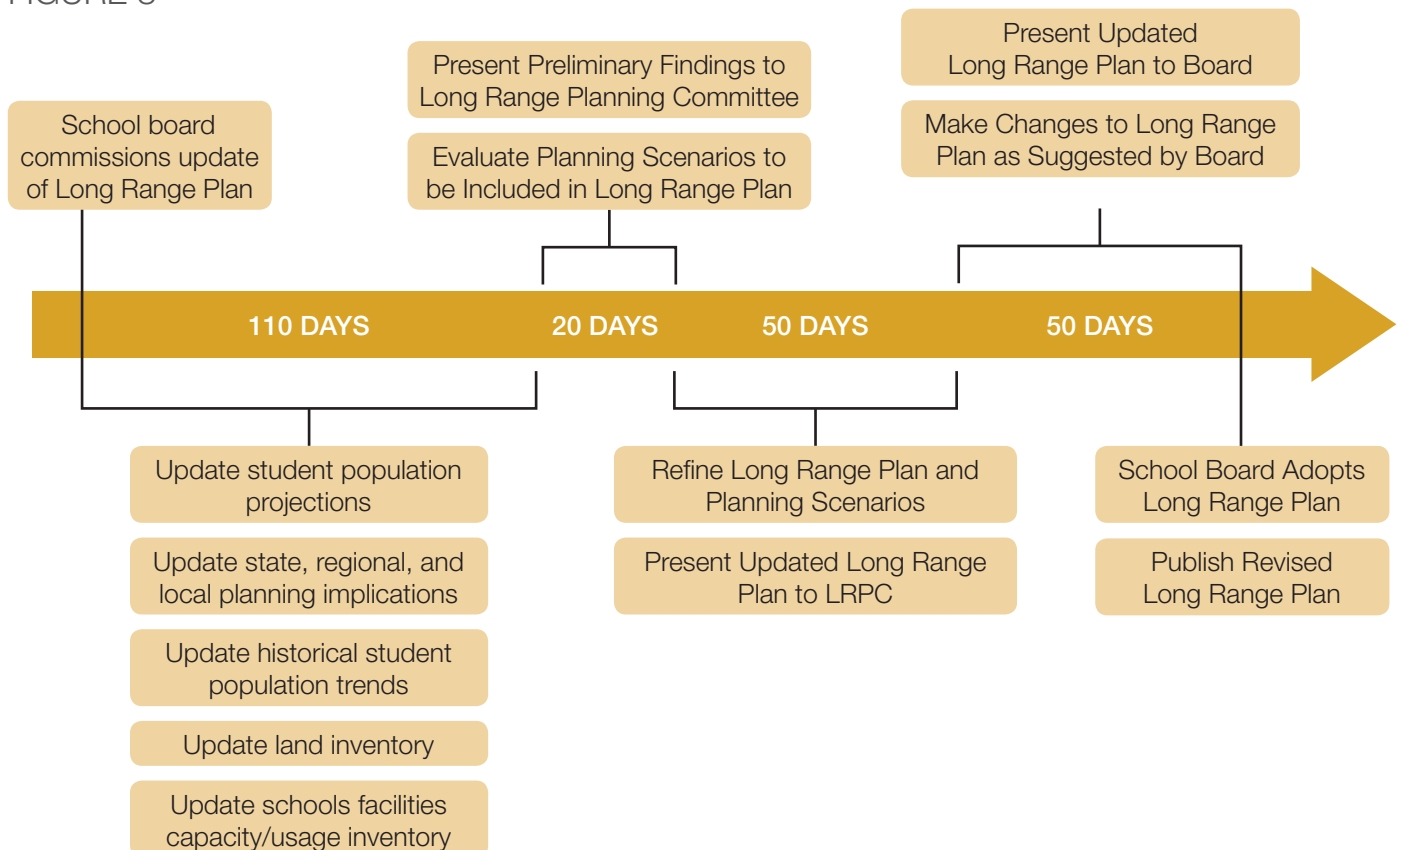 School board
commissions update
of Long Range Plan
Present Preliminary Findings to
Long Range Planning Committee
Evaluate Planning Scenarios to
be Included in Long Range Plan
Present Updated
Long Range Plan to Board
Make Changes to Long Range
Plan as Suggested by Board
110 DAYS
20 DAYS
50 DAYS
50 DAYS
Update student population
projections
Update state, regional, and
local planning implications
Update historical student
population trends
Update land inventory
Update schools facilities
capacity/usage inventory
Refine Long Range Plan and
Planning Scenarios
Present Updated Long Range
Plan to LRPC
School Board Adopts
Long Range Plan
Publish Revised
Long Range Plan